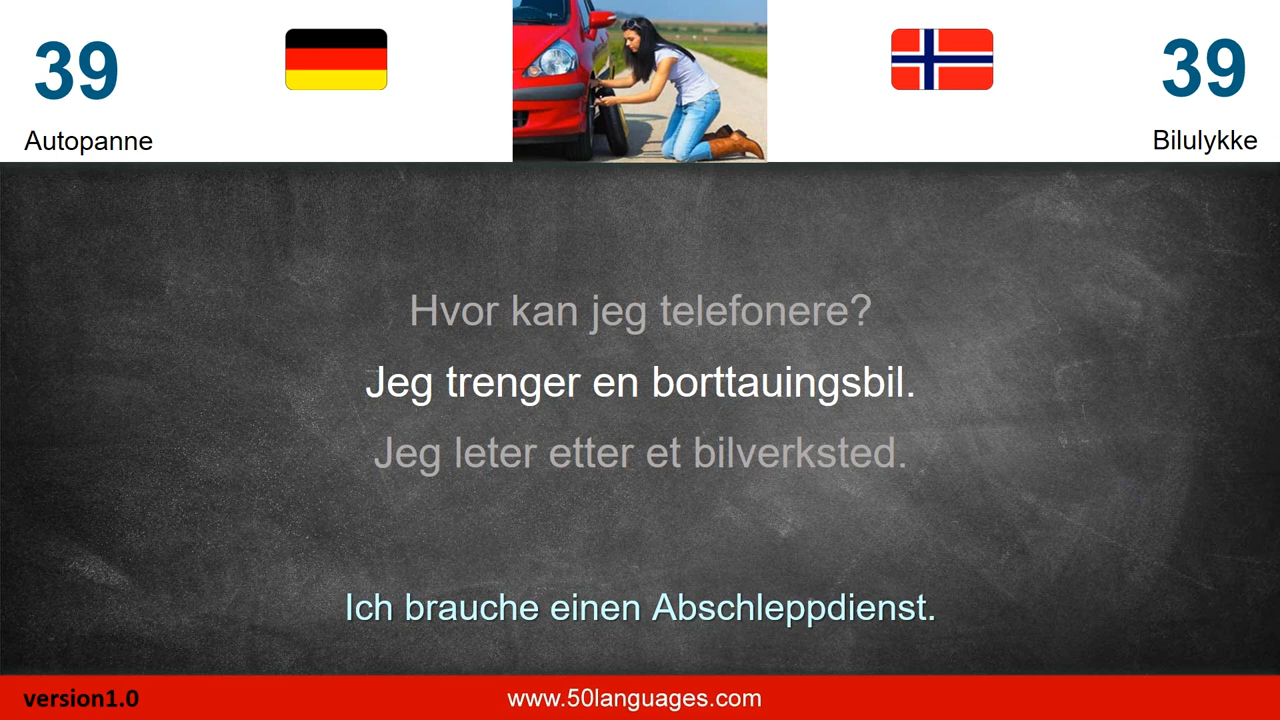 39
39
Autopanne
Bilulykke
Hvor kan jeg telefonere?
Jeg trenger en borttauingsbil.
Jeg leter etter et bilverksted.
Ich brauche einen Abschleppdienst.
version1.0
www.50languages.com